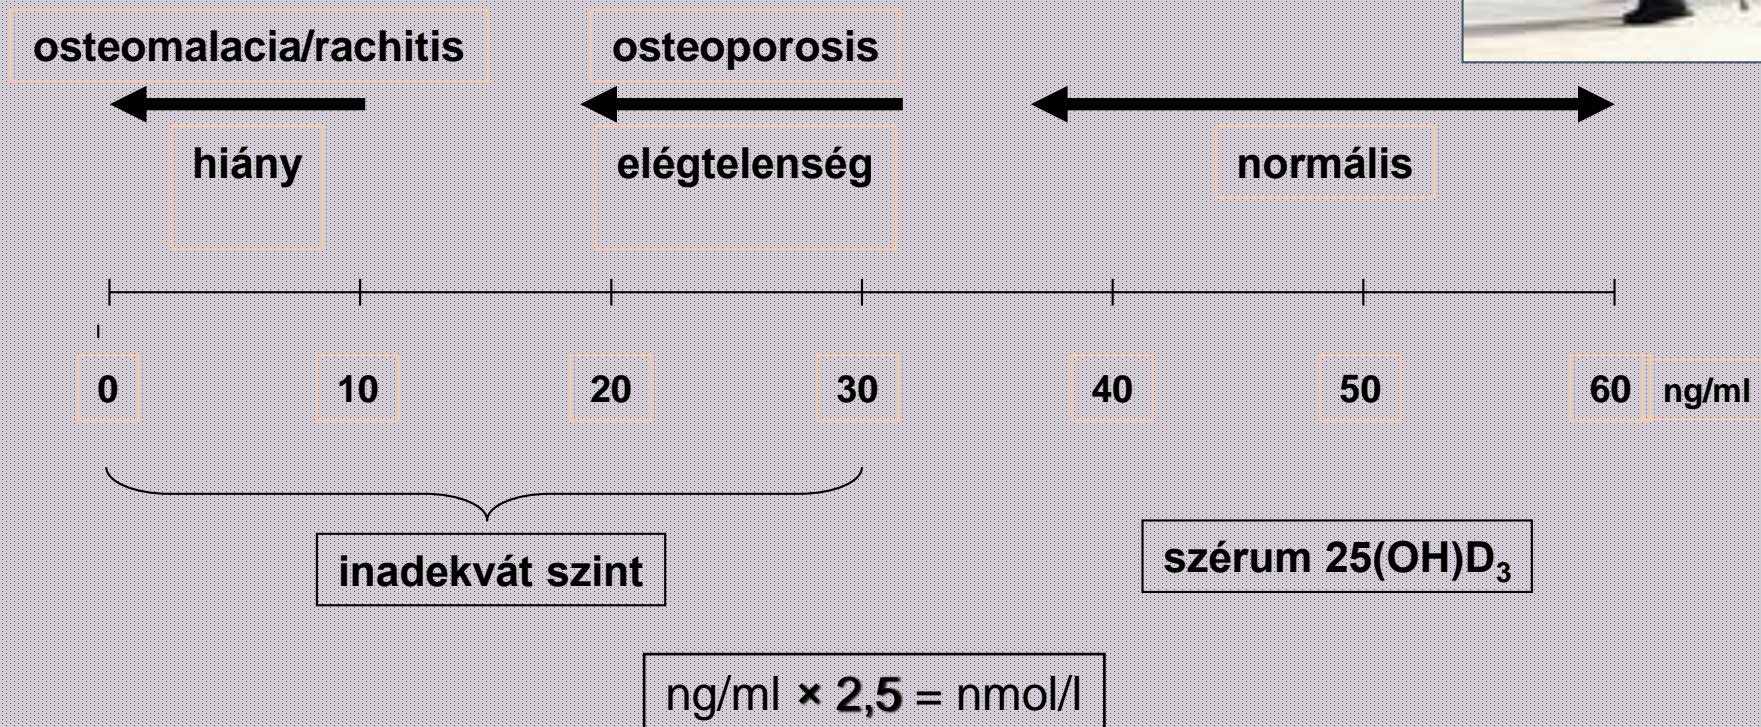 osteomalacia/rachitis osteoporosis
hiány elégtelenség normális
0 10 20 30 40 50 60 ng/ml
inadekvát szint szérum 25(OH)D₃
ng/ml × 2,5 = nmol/l